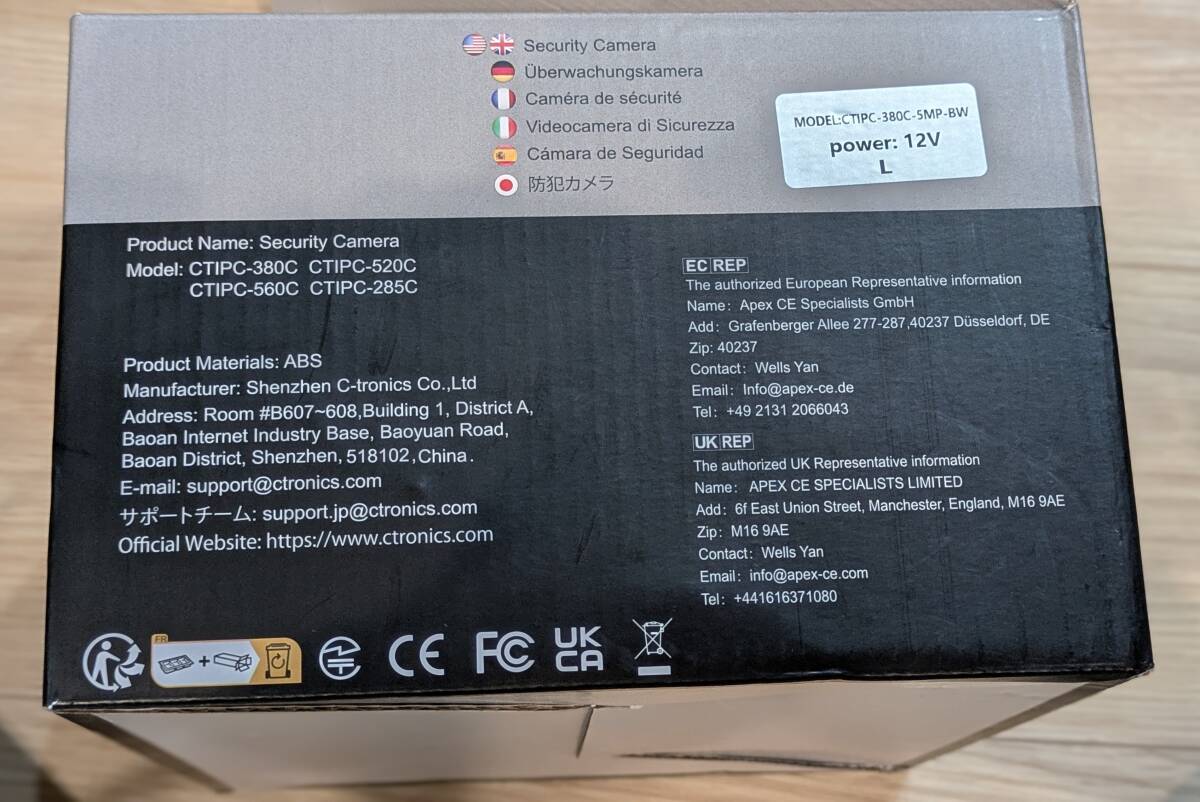 Security Camera
Überwachungskamera
Caméra de sécurité
Videocamera di Sicurezza
Cámara de Seguridad
防犯カメラ
MODEL:CTIPC-380C-5MP-BW
power: 12V
L
Product Name: Security Camera
Model: CTIPC-380C CTIPC-520C
CTIPC-560C CTIPC-285C
Product Materials: ABS
Manufacturer: Shenzhen C-tronics Co.,Ltd
Address: Room #B607~608,Building 1, District A,
Baoan Internet Industry Base, Baoyuan Road,
Baoan District, Shenzhen, 518102,China.
E-mail: support@ctronics.com
サポートチーム: support.jp@ctronics.com
Official Website: https://www.ctronics.com
EC REP
The authorized European Representative information
Name: Apex CE Specialists GmbH
Add: Grafenberger Allee 277-287,40237 Düsseldorf, DE
Zip: 40237
Contact: Wells Yan
Email: Info@apex-ce.de
Tel: +49 2131 2066043
UK REP
The authorized UK Representative information
Name: APEX CE SPECIALISTS LIMITED
Add: 6f East Union Street, Manchester, England, M16 9AE
Zip: M16 9AE
Contact: Wells Yan
Email: info@apex-ce.com
Tel: +441616371080
FR
+
CE
FC
UK
CA